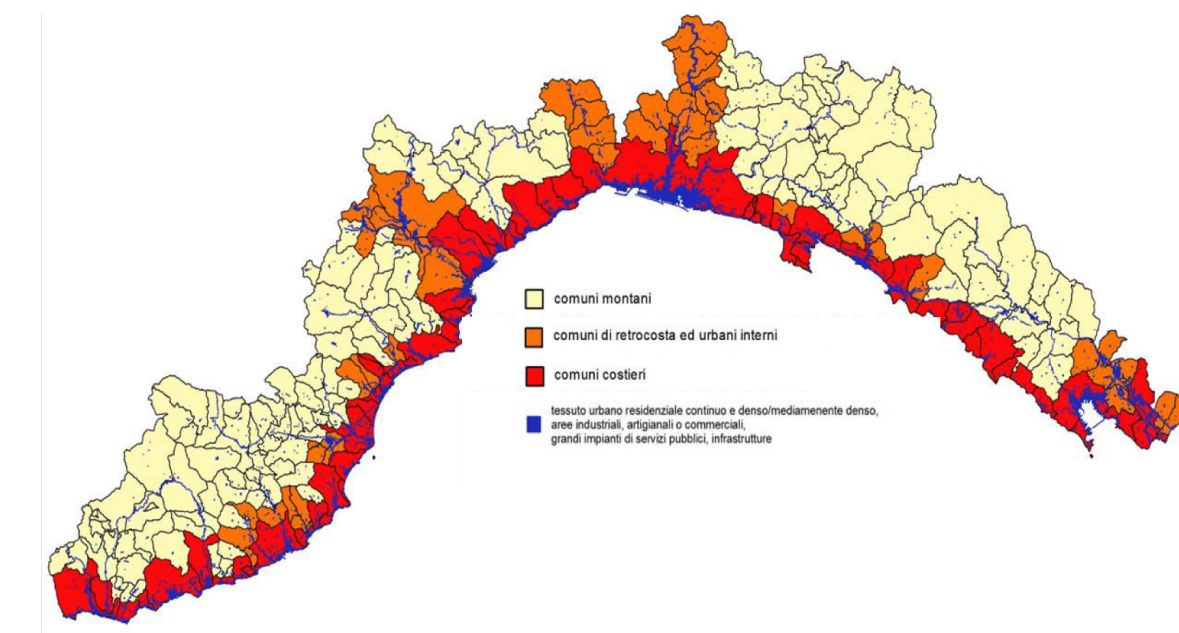 comuni montani
comuni di retrocosta ed urbani interni
comuni costieri
tessuto urbano residenziale continuo e denso/mediamenente denso,
aree industriali, artigianali o commerciali,
grandi impianti di servizi pubblici, infrastrutture